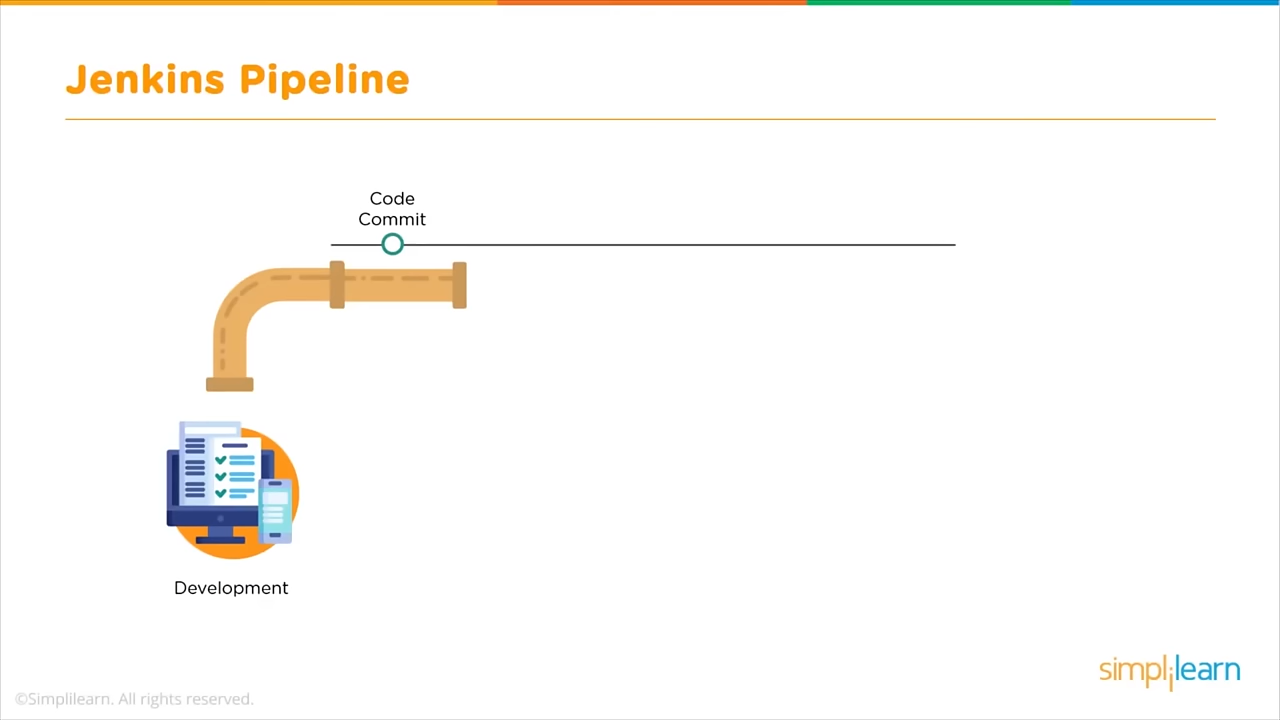 Jenkins Pipeline
Code
Commit
Development
simplilearn
©Simplilearn. All rights reserved.